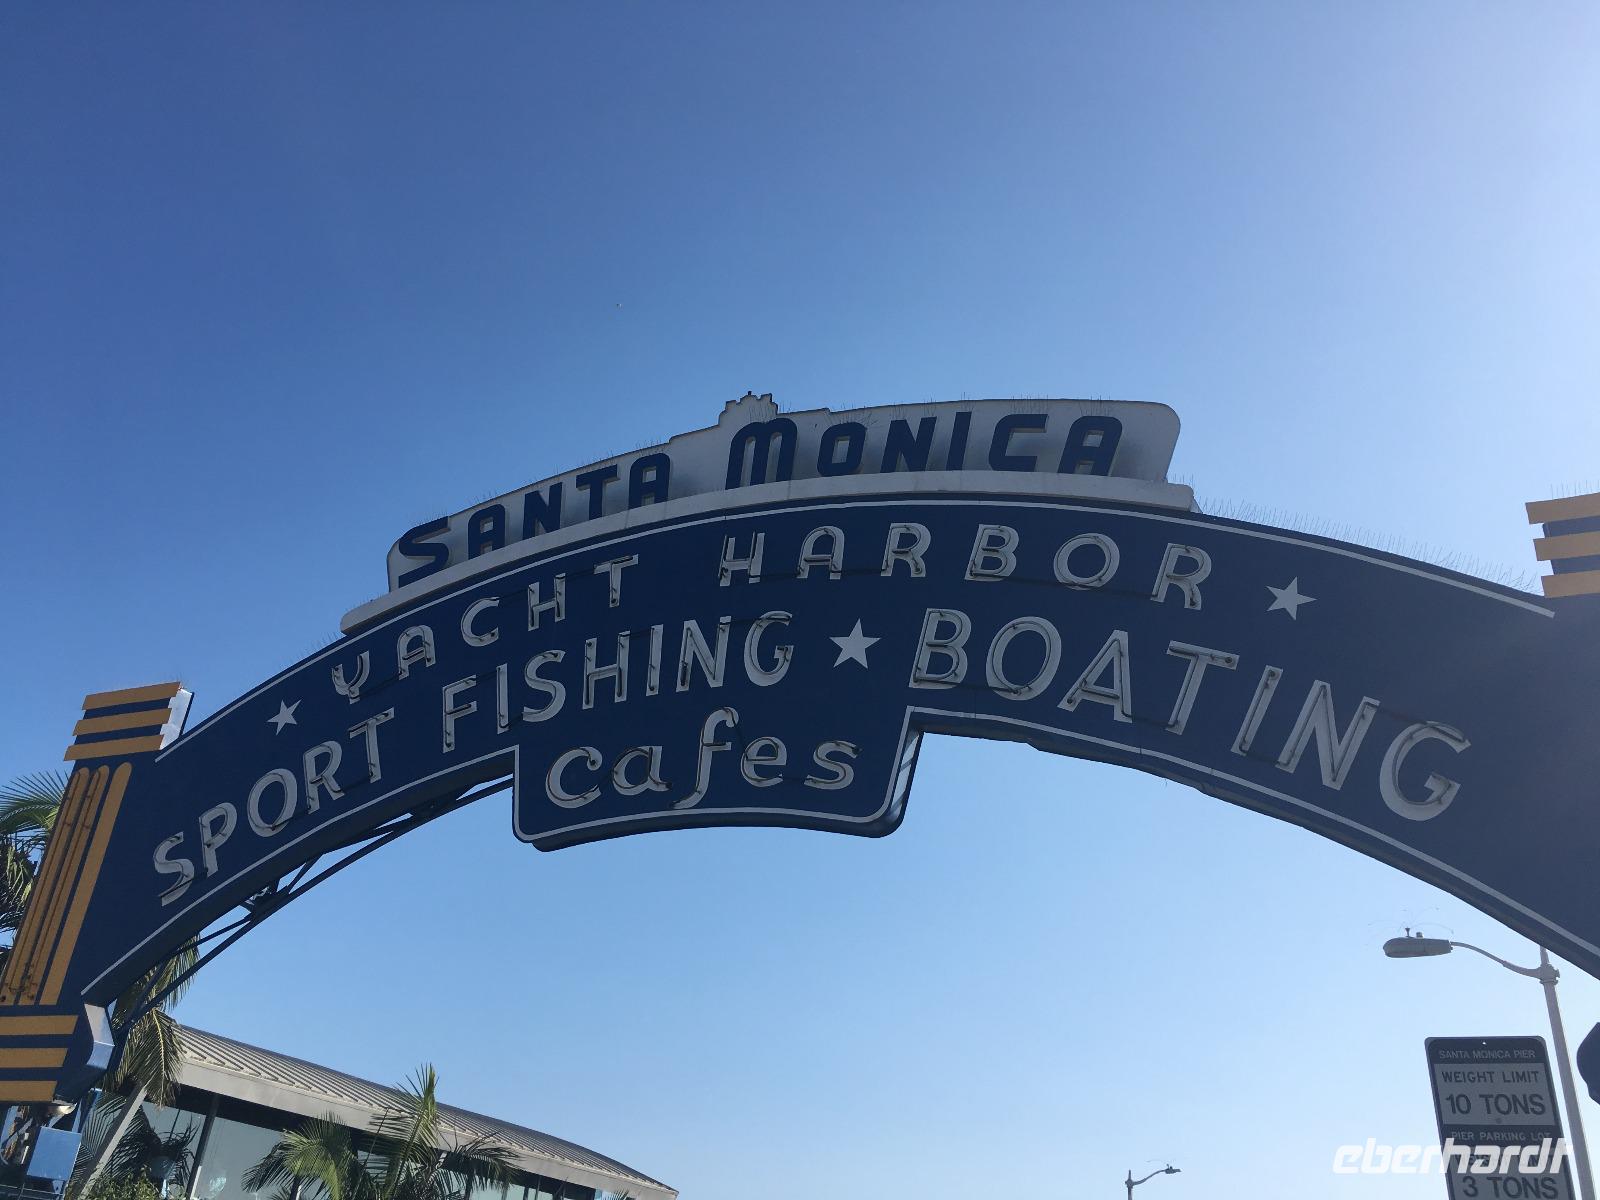 SANTA MONICA
YACHT HARBOR
SPORT FISHING BOATING
cafes
SANTA MONICA PIER
WEIGHT LIMIT
10 TONS
PIER PARKING LOT
3 TONS
eberhardt